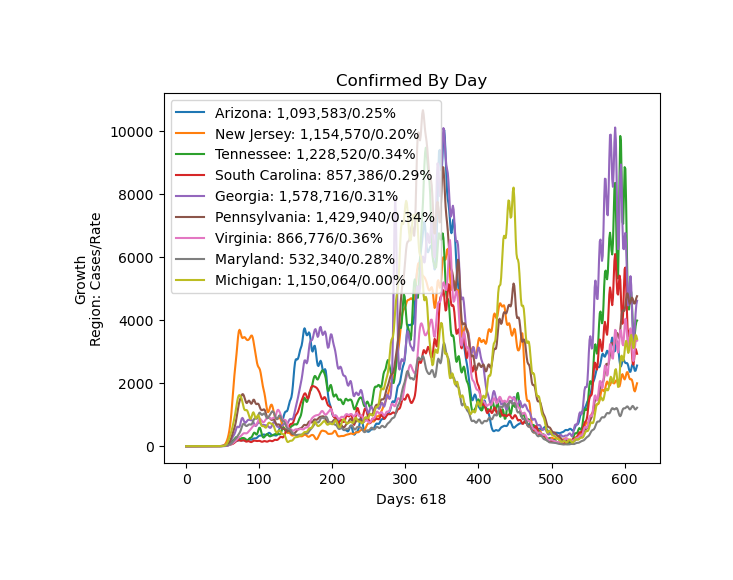 Confirmed By Day
Growth
Region: Cases/Rate
10000
8000
6000
4000
2000
0
Arizona: 1,093,583/0.25%
New Jersey: 1,154,570/0.20%
Tennessee: 1,228,520/0.34%
South Carolina: 857,386/0.29%
Georgia: 1,578,716/0.31%
Pennsylvania: 1,429,940/0.34%
Virginia: 866,776/0.36%
Maryland: 532,340/0.28%
Michigan: 1,150,064/0.00%
0 100 200 300 400 500 600
Days: 618